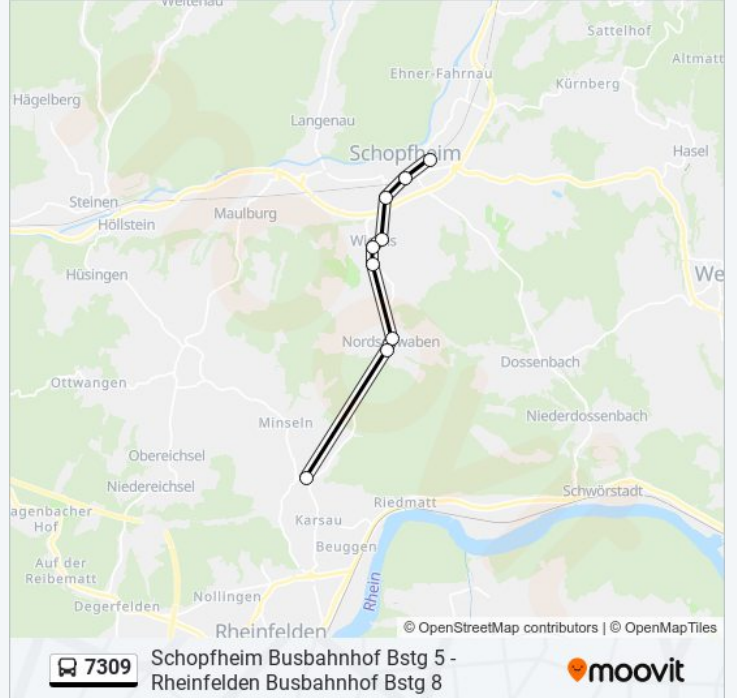 Weitenau
Sattelhof
Altmatt
Ehner-Fahrnau
Kürnberg
Hägelberg
Langenau
Schopfheim
Hasel
Steinen
Maulburg
Höllstein
Wiechs
Hüsingen
We
Nordschwaben
Dossenbach
Ottwangen
Niederdossenbach
Minseln
Obereichsel
Niedereichsel
Schwörstadt
Riedmatt
agenbacher
Hof
Karsau
Beuggen
Auf der
Reibematt
Rhein
Nollingen
Degerfelden
Rheinfelden
© OpenStreetMap contributors | © OpenMapTiles
7309
Schopfheim Busbahnhof Bstg 5 -
Rheinfelden Busbahnhof Bstg 8
moovit